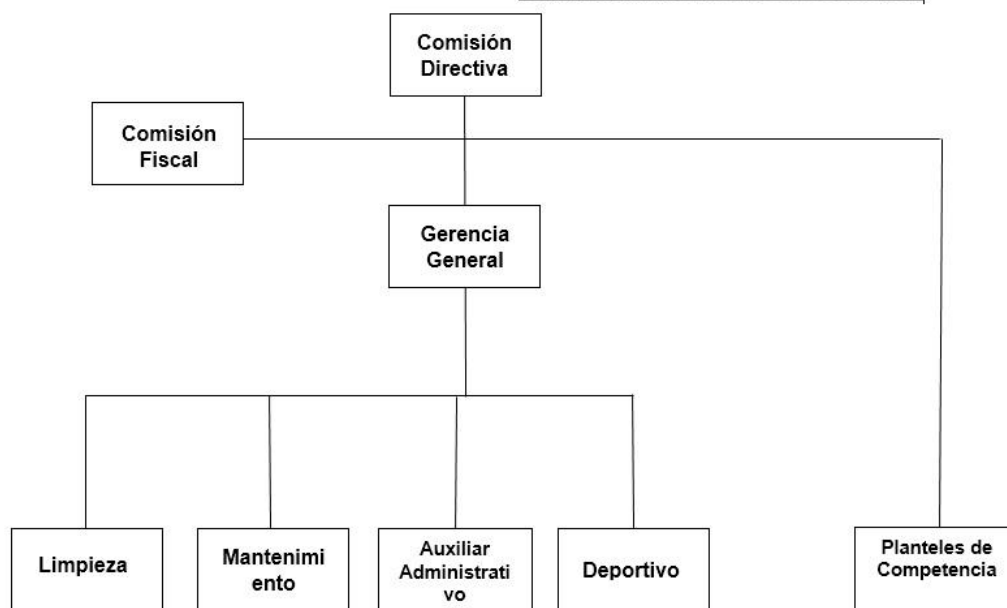 Comisión
Directiva
Comisión
Fiscal
Gerencia
General
Limpieza
Mantenimi
ento
Auxiliar
Administrati
vo
Deportivo
Planteles de
Competencia